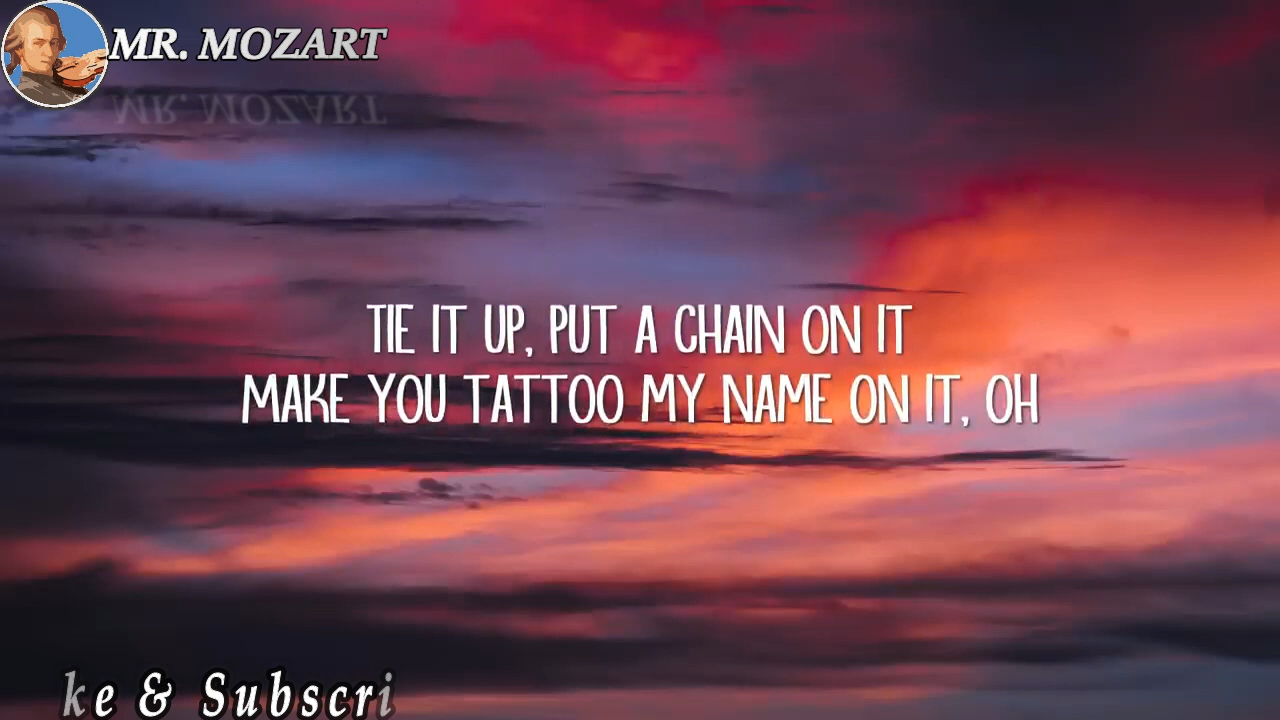 MR. MOZART
TIE IT UP, PUT A CHAIN ON IT
MAKE YOU TATTOO MY NAME ON IT, OH
ke & Subscri